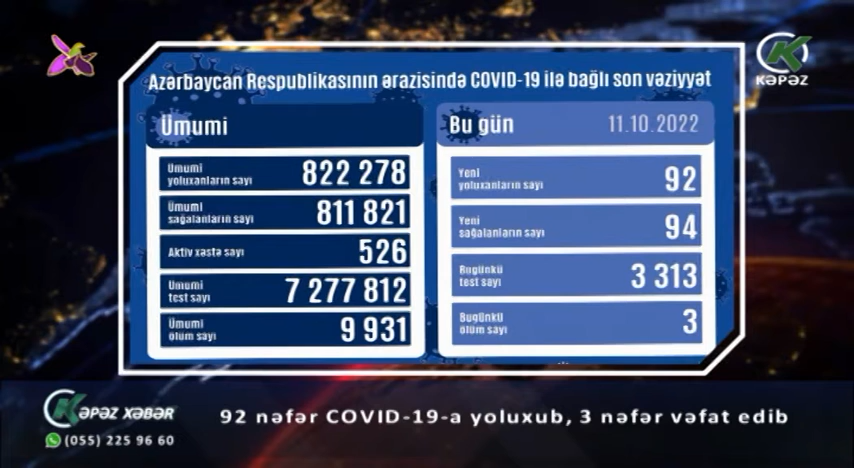 KƏPƏZ
Azərbaycan Respublikasının ərazisində COVID-19 ilə bağlı son vəziyyət
Ümumi
Ümumi
yoluxanların sayı
822 278
Ümumi
sağalanların sayı
811 821
Aktiv xəstə sayı
526
Ümumi
test sayı
7 277 812
Ümumi
ölüm sayı
9 931
Bu gün
11.10.2022
Yeni
yoluxanların sayı
92
Yeni
sağalanların sayı
94
Bugünkü
test sayı
3 313
Bugünkü
ölüm sayı
3
KƏPƏZ XƏBƏR
(055) 225 96 60
92 nəfər COVID-19-a yoluxub, 3 nəfər vəfat edib